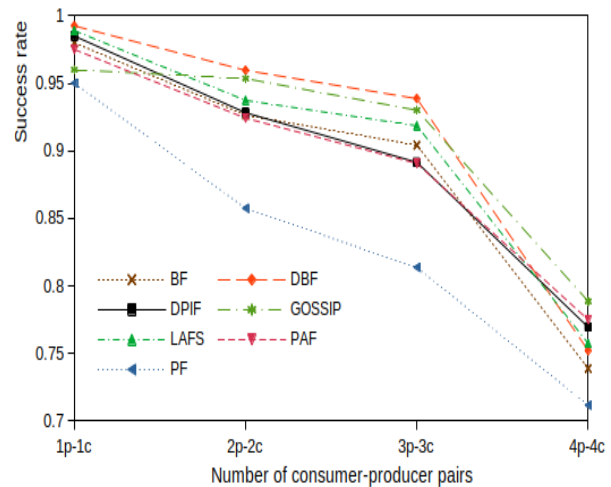 Success rate
1
0.95
0.9
0.85
0.8
0.75
0.7
BF DBF
DPIF GOSSIP
LAFS PAF
PF
1p-1c 2p-2c 3p-3c 4p-4c
Number of consumer-producer pairs